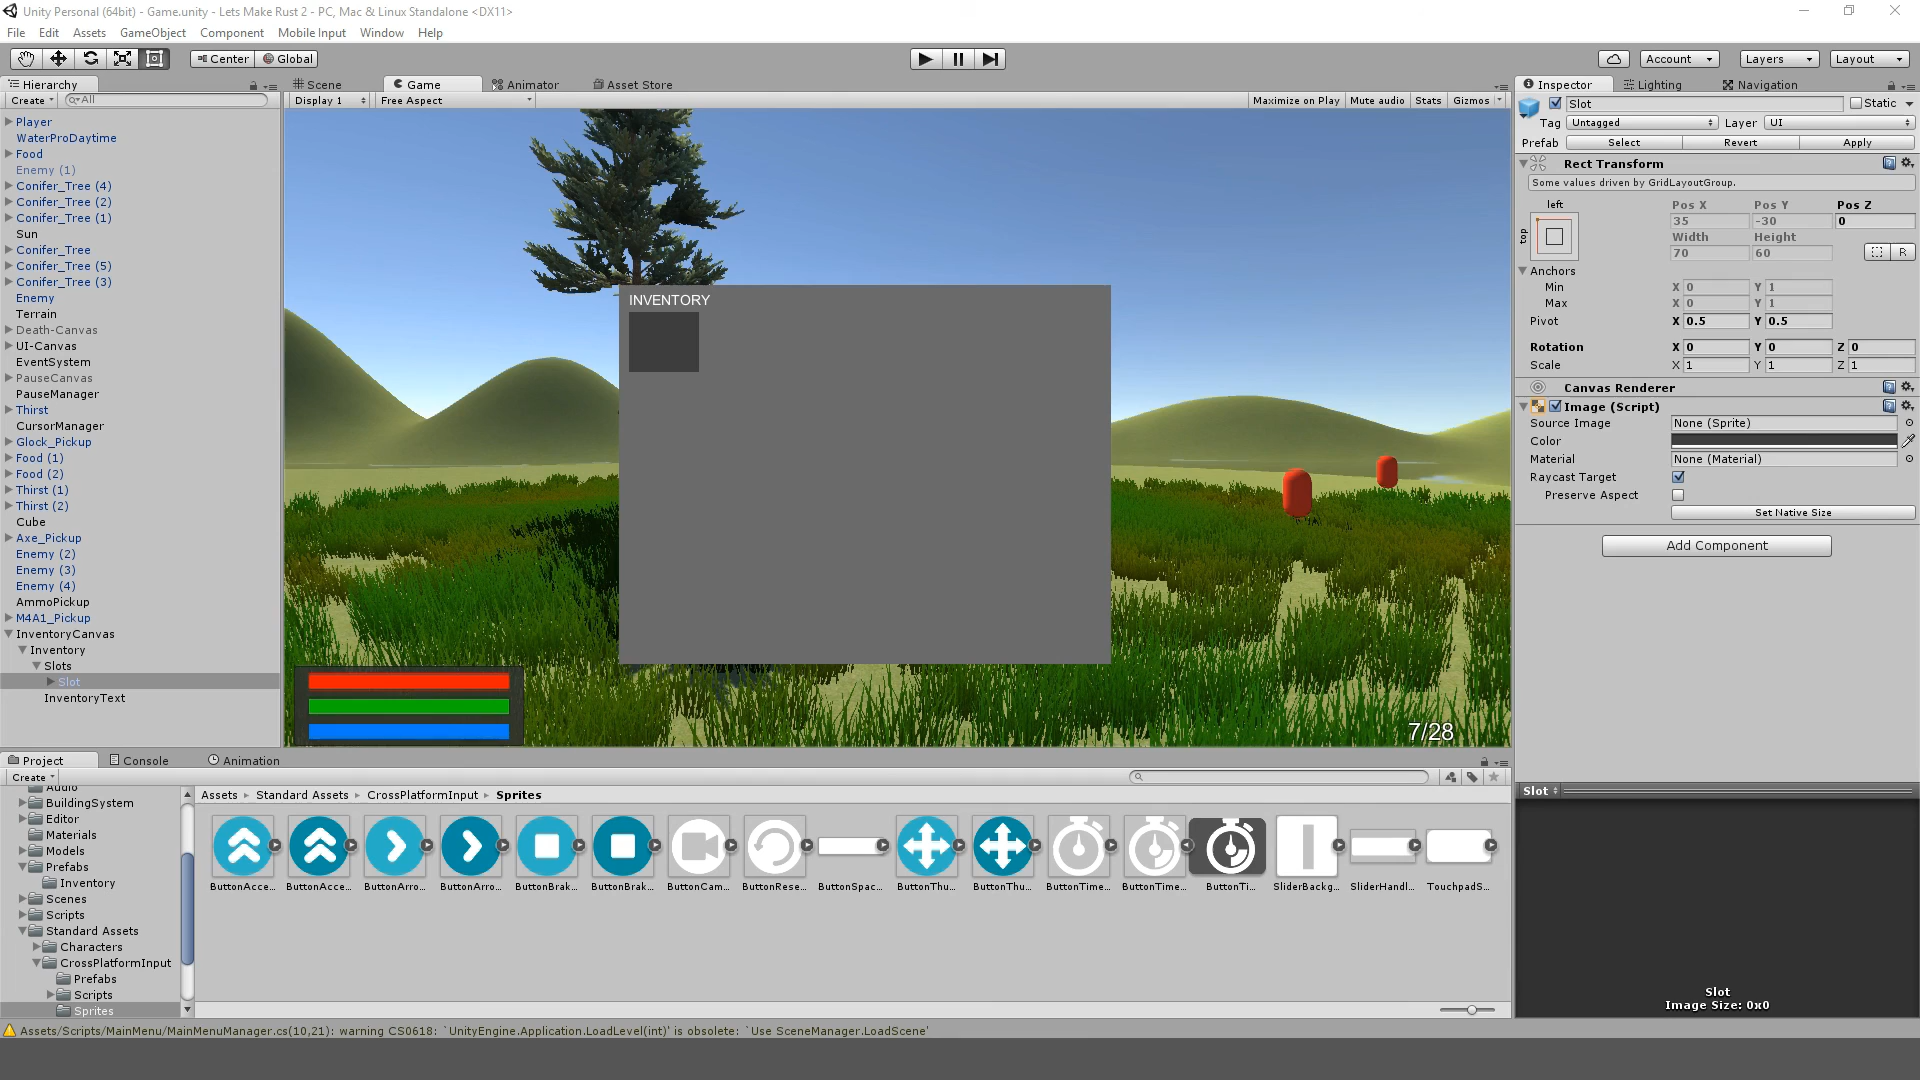 Unity Personal (64bit) - Game.unity - Lets Make Rust 2 - PC, Mac & Linux Standalone <DX11>
File Edit Assets GameObject Component Mobile Input Window Help
Center Global Account Layers Layout
Hierarchy Scene Game Animator Asset Store Inspector Lighting Navigation
Create All Display 1 Free Aspect Maximize on Play Mute audio Stats Gizmos
Slot Static
Tag Untagged Layer UI
Prefab Select Revert Apply
Rect Transform
Some values driven by GridLayoutGroup.
left
top
Pos X Pos Y Pos Z
35 -30 0
Width Height
70 60 R
Anchors
Min X 0 Y 1
Max X 0 Y 1
Pivot X 0.5 Y 0.5
Rotation X 0 Y 0 Z 0
Scale X 1 Y 1 Z 1
Canvas Renderer
Image (Script)
Source Image None (Sprite)
Color
Material None (Material)
Raycast Target
Preserve Aspect
Set Native Size
Add Component
Player
WaterProDaytime
Food
Enemy (1)
Conifer_Tree (4)
Conifer_Tree (2)
Conifer_Tree (1)
Sun
Conifer_Tree
Conifer_Tree (5)
Conifer_Tree (3)
Enemy
Terrain
Death-Canvas
UI-Canvas
EventSystem
PauseCanvas
PauseManager
Thirst
CursorManager
Glock_Pickup
Food (1)
Food (2)
Thirst (1)
Thirst (2)
Cube
Axe_Pickup
Enemy (2)
Enemy (3)
Enemy (4)
AmmoPickup
M4A1_Pickup
InventoryCanvas
Inventory
Slots
Slot
InventoryText
INVENTORY
7/28
Project Console Animation
Create
Audio
BuildingSystem
Editor
Materials
Models
Prefabs
Inventory
Scenes
Scripts
Standard Assets
Characters
CrossPlatformInput
Prefabs
Scripts
Sprites
Assets Standard Assets CrossPlatformInput Sprites
ButtonAcce... ButtonAcce... ButtonArro... ButtonArro... ButtonBrak... ButtonBrak... ButtonCam... ButtonRese... ButtonSpac... ButtonThu... ButtonThu... ButtonTime... ButtonTime... ButtonTi... SliderBackg... SliderHandl... TouchpadS...
Slot
Slot
Image Size: 0x0
Assets/Scripts/MainMenu/MainMenuManager.cs(10,21): warning CS0618: `UnityEngine.Application.LoadLevel(int)' is obsolete: `Use SceneManager.LoadScene'